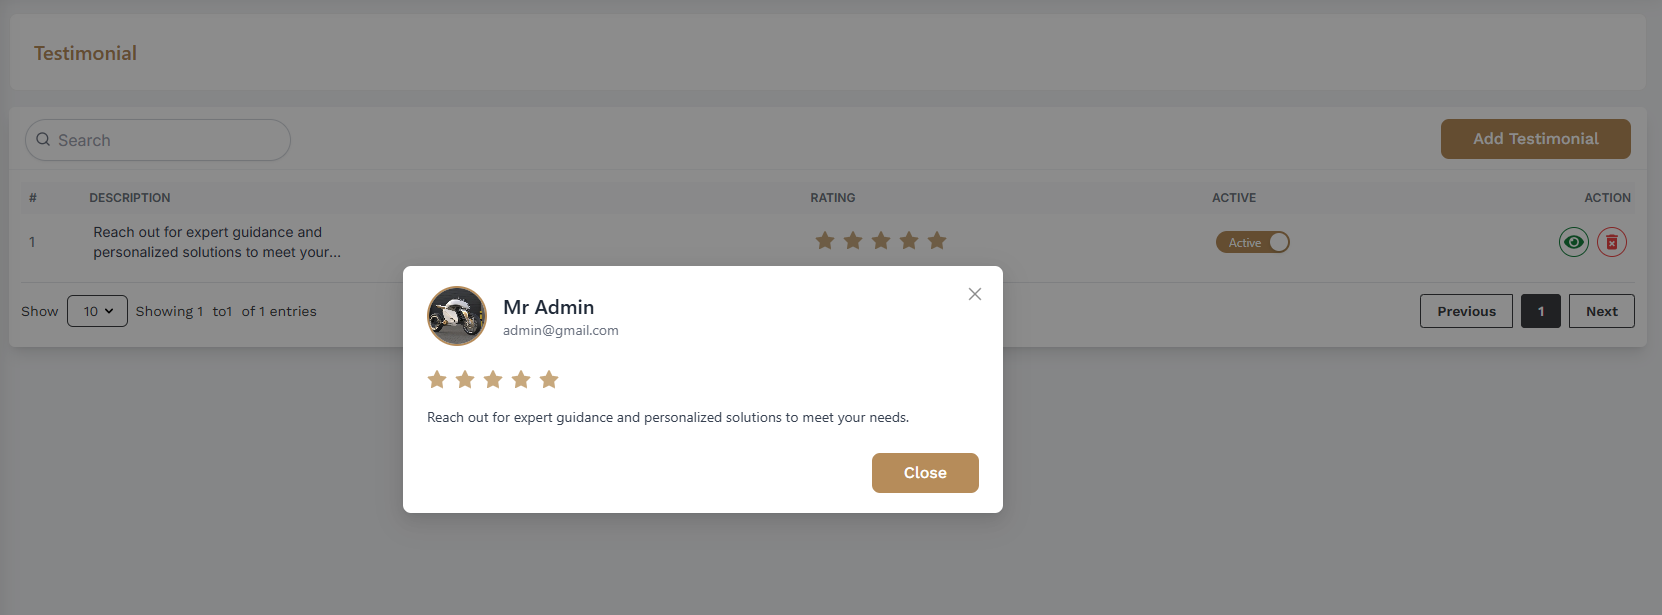 Testimonial
Search
Add Testimonial
# DESCRIPTION RATING ACTIVE ACTION
1 Reach out for expert guidance and
personalized solutions to meet your... Active
Show 10 Showing 1 to1 of 1 entries Previous 1 Next
Mr Admin
admin@gmail.com
Reach out for expert guidance and personalized solutions to meet your needs.
Close